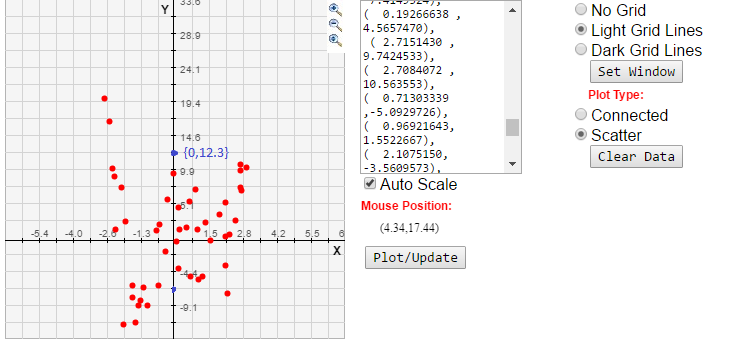 Y
33.6
28.9
24.1
19.4
14.6
{0,12.3}
9.9
5.1
-5.4 -4.0 -2.6 -1.3 1.5 2.8 4.2 5.5 6
X
-4.4
-9.1
( 0.19266638 ,
4.5657470),
( 2.7151430 ,
9.7424533),
( 2.7084072 ,
10.563553),
( 0.71303339
,-5.0929726),
( 0.96921643,
1.5522667),
( 2.1075150,
-3.5609573),
Auto Scale
Mouse Position:
(4.34,17.44)
Plot/Update
No Grid
Light Grid Lines
Dark Grid Lines
Set Window
Plot Type:
Connected
Scatter
Clear Data